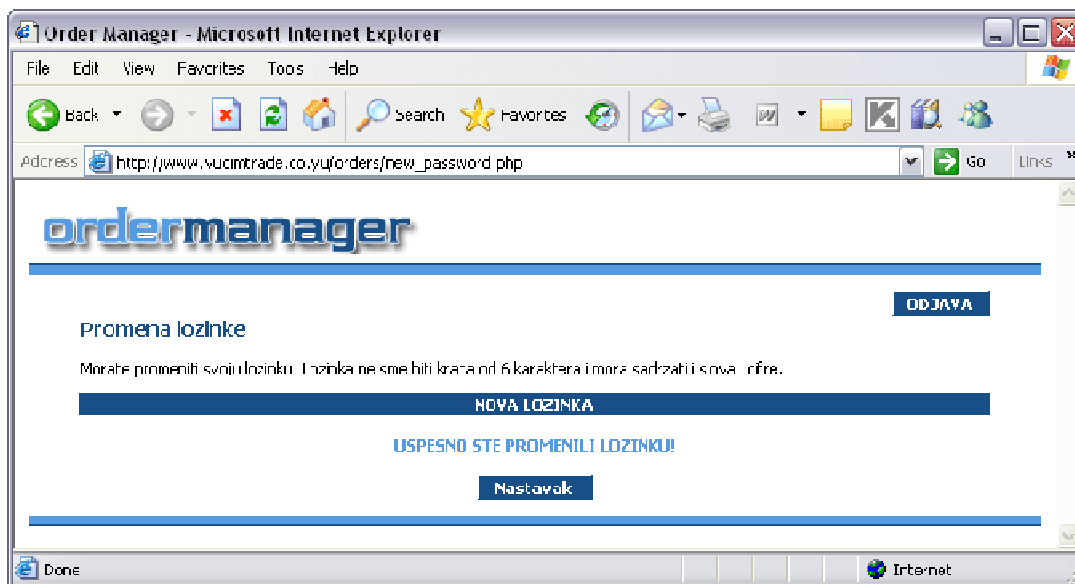 Order Manager - Microsoft Internet Explorer
File Edit View Favorites Tools Help
Back Search Favorites W K
Address http://www.vucimtrade.co.yu/orders/new_password.php Go Links »
ordermanager
ODJAVA
Promena lozinke
Morate promeniti svoju lozinku. Lozinka ne sme biti kraca od 6 karaktera i mora sadrzati i slova i cifre.
NOVA LOZINKA
USPESNO STE PROMENILI LOZINKU!
Nastavak
Done Internet